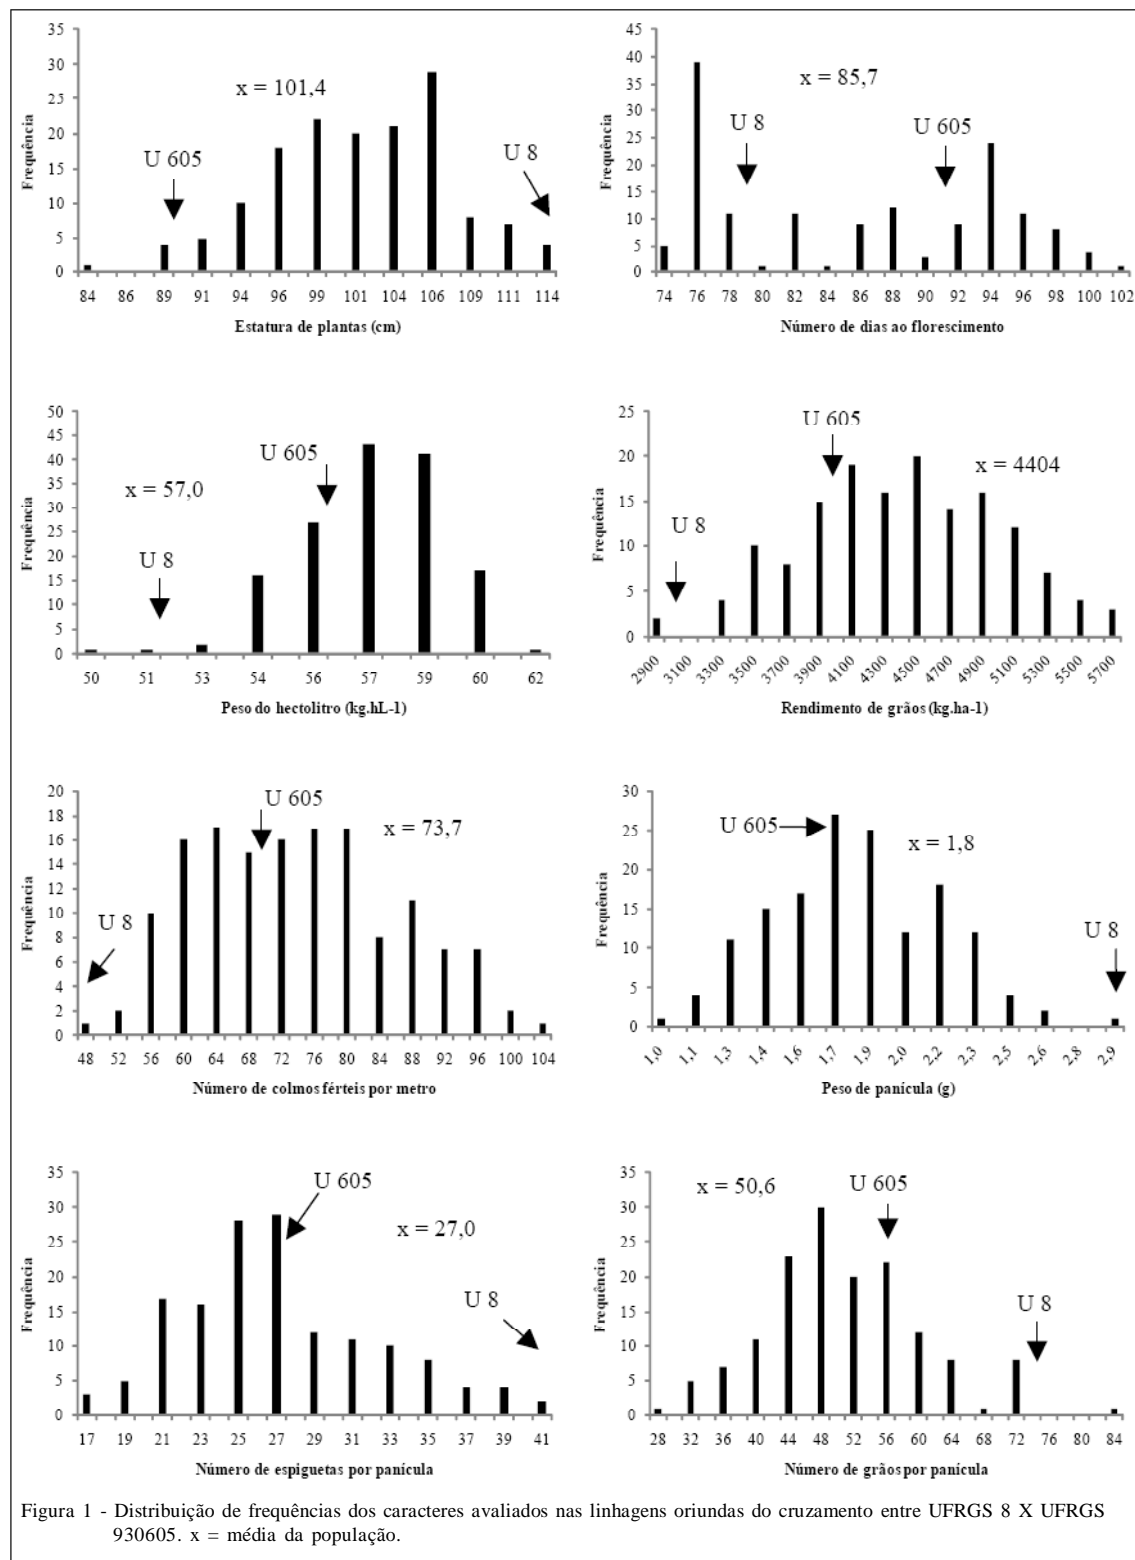 35
30
25
20
15
10
5
0
Frequência
x = 101,4
U 605
U 8
84 86 89 91 94 96 99 101 104 106 109 111 114
Estatura de plantas (cm)
45
40
35
30
25
20
15
10
5
0
Frequência
x = 85,7
U 8
U 605
74 76 78 80 82 84 86 88 90 92 94 96 98 100 102
Número de dias ao florescimento
50
45
40
35
30
25
20
15
10
5
0
Frequência
U 605
x = 57,0
U 8
50 51 53 54 56 57 59 60 62
Peso do hectolitro (kg.hL-1)
25
20
15
10
5
0
Frequência
U 605
x = 4404
U 8
2900 3100 3300 3500 3700 3900 4100 4300 4500 4700 4900 5100 5300 5500 5700
Rendimento de grãos (kg.ha-1)
20
18
16
14
12
10
8
6
4
2
0
Frequência
U 605
x = 73,7
U 8
48 52 56 60 64 68 72 76 80 84 88 92 96 100 104
Número de colmos férteis por metro
30
25
20
15
10
5
0
Frequência
U 605
x = 1,8
U 8
1,0 1,1 1,3 1,4 1,6 1,7 1,9 2,0 2,2 2,3 2,5 2,6 2,8 2,9
Peso de panícula (g)
35
30
25
20
15
10
5
0
Frequência
U 605
x = 27,0
U 8
17 19 21 23 25 27 29 31 33 35 37 39 41
Número de espiguetas por panícula
35
30
25
20
15
10
5
0
Frequência
x = 50,6
U 605
U 8
28 32 36 40 44 48 52 56 60 64 68 72 76 80 84
Número de grãos por panícula
Figura 1 - Distribuição de frequências dos caracteres avaliados nas linhagens oriundas do cruzamento entre UFRGS 8 X UFRGS
930605. x = média da população.